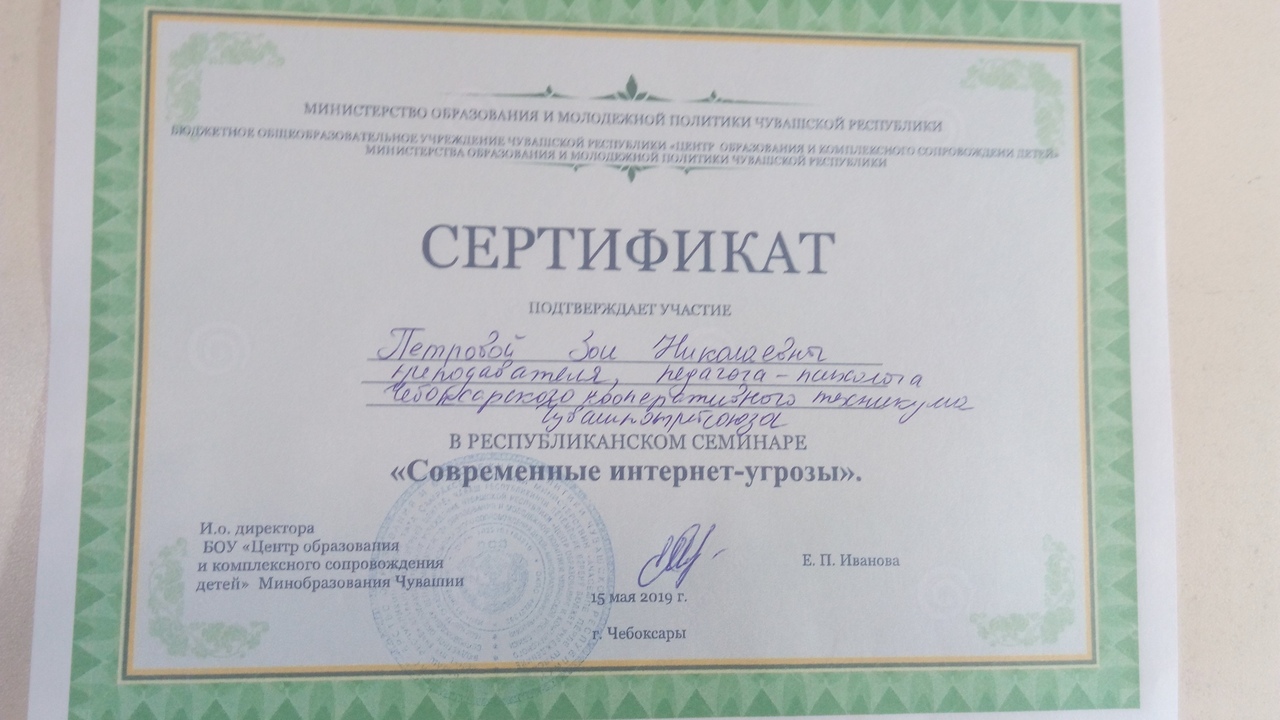 МИНИСТЕРСТВО ОБРАЗОВАНИЯ И МОЛОДЕЖНОЙ ПОЛИТИКИ ЧУВАШСКОЙ РЕСПУБЛИКИ
БЮДЖЕТНОЕ ОБЩЕОБРАЗОВАТЕЛЬНОЕ УЧРЕЖДЕНИЕ ЧУВАШСКОЙ РЕСПУБЛИКИ «ЦЕНТР ОБРАЗОВАНИЯ И КОМПЛЕКСНОГО СОПРОВОЖДЕНИ ДЕТЕЙ»
МИНИСТЕРСТВА ОБРАЗОВАНИЯ И МОЛОДЕЖНОЙ ПОЛИТИКИ ЧУВАШСКОЙ РЕСПУБЛИКИ
СЕРТИФИКАТ
ПОДТВЕРЖДАЕТ УЧАСТИЕ
Петровой Зои Николаевны
преподавателя, педагога-психолога
Чебоксарского кооперативного техникума
Чувашпотребсоюза
В РЕСПУБЛИКАНСКОМ СЕМИНАРЕ
«Современные интернет-угрозы».
И.о. директора
БОУ «Центр образования
и комплексного сопровождения
детей» Минобразования Чувашии
Е. П. Иванова
15 мая 2019 г.
г. Чебоксары